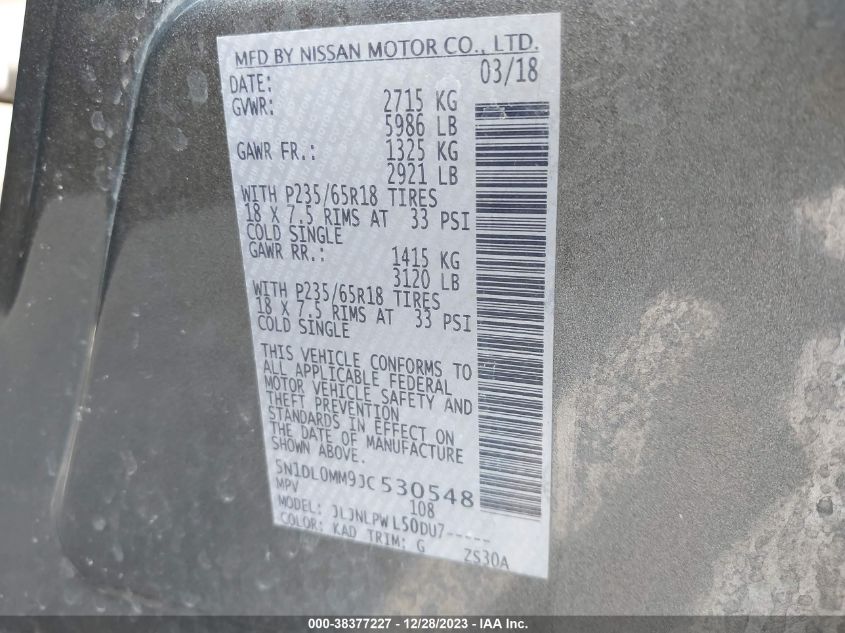 MFD BY NISSAN MOTOR CO., LTD.
DATE: 03/18
GVWR: 2715 KG
5986 LB
GAWR FR.: 1325 KG
2921 LB
WITH P235/65R18 TIRES
18 X 7.5 RIMS AT 33 PSI
COLD SINGLE
GAWR RR.: 1415 KG
3120 LB
WITH P235/65R18 TIRES
18 X 7.5 RIMS AT 33 PSI
COLD SINGLE
THIS VEHICLE CONFORMS TO
ALL APPLICABLE FEDERAL
MOTOR VEHICLE SAFETY AND
THEFT PREVENTION
STANDARDS IN EFFECT ON
THE DATE OF MANUFACTURE
SHOWN ABOVE.
5N1DL0MM9JC530548
MPV 108
MODEL: JLJNLPWL50DU7-----
COLOR: KAD TRIM: G ZS30A
000-38377227 - 12/28/2023 - IAA Inc.